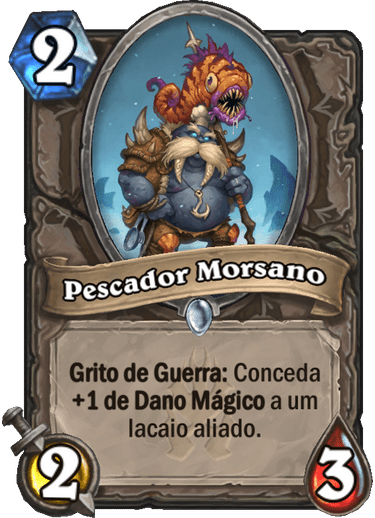 2
Pescador Morsano
Grito de Guerra: Conceda
+1 de Dano Mágico a um
lacaio aliado.
2
3